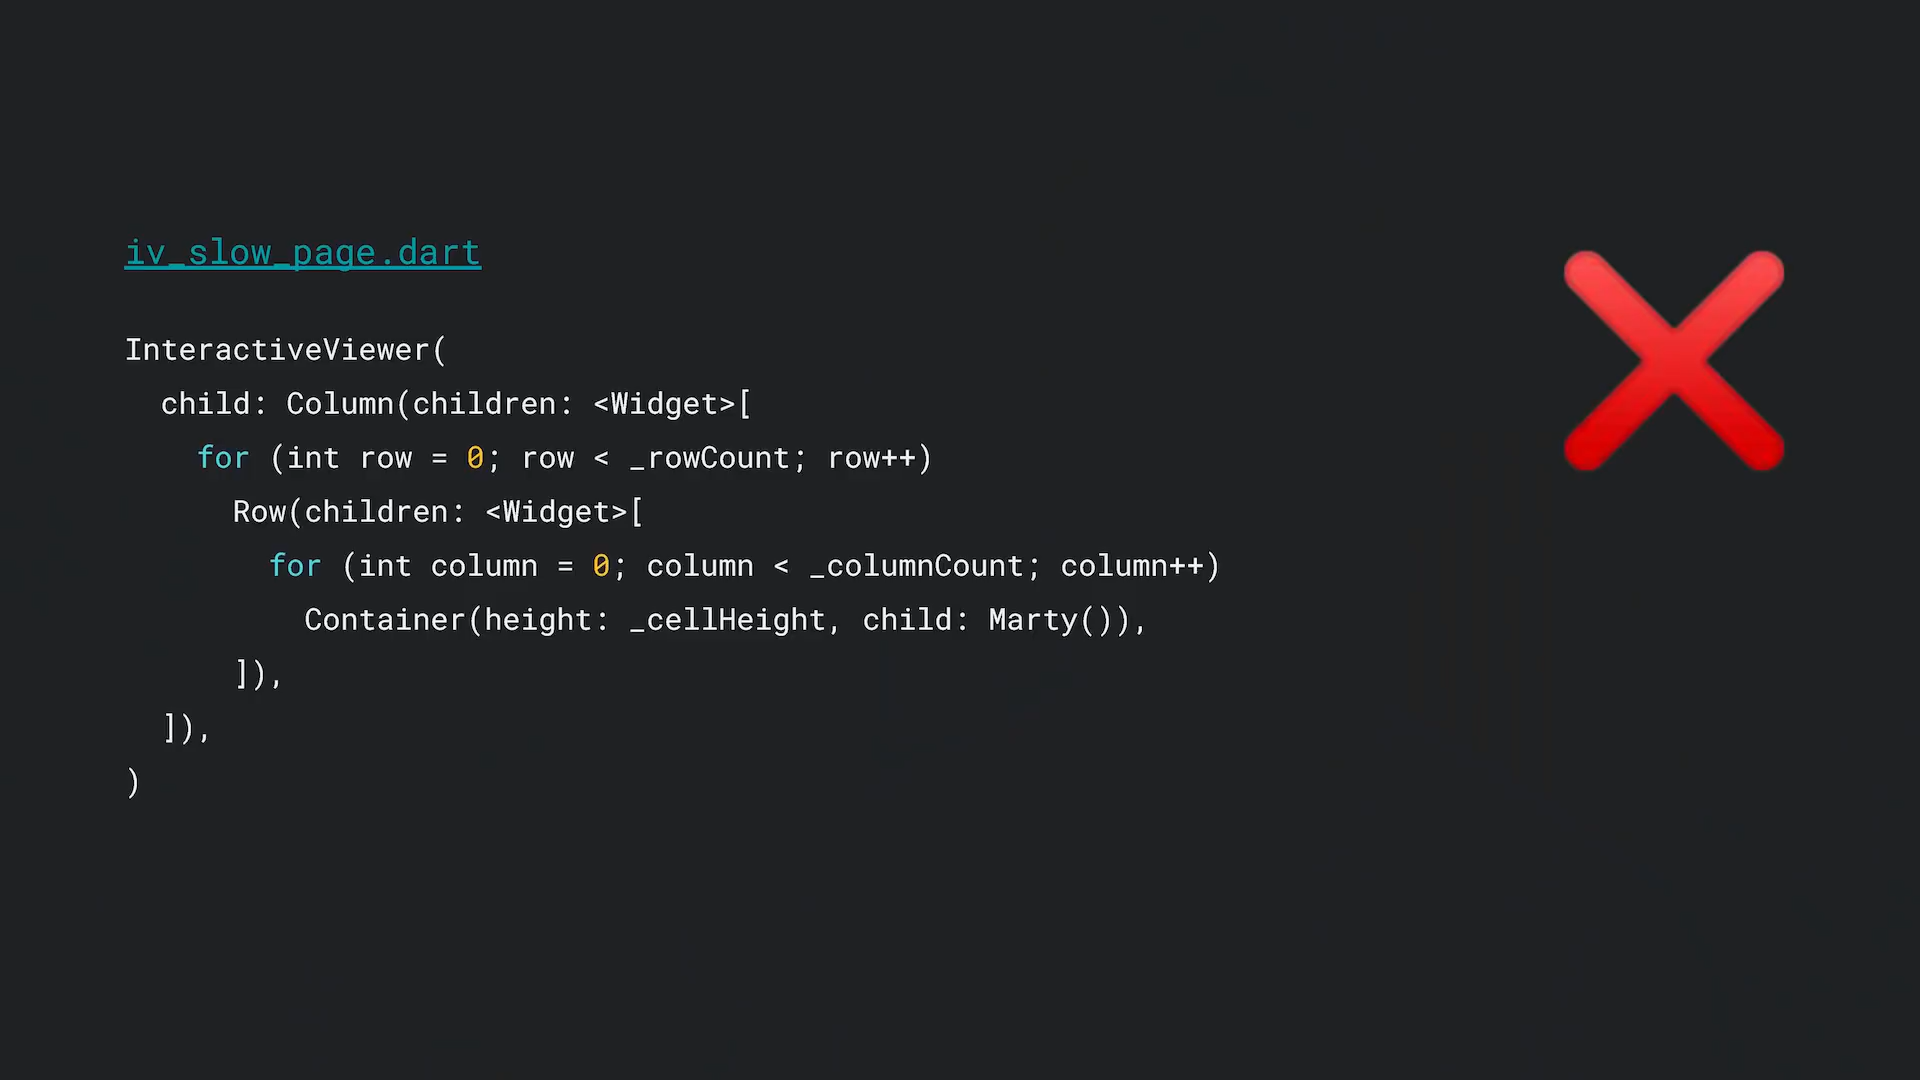 iv_slow_page.dart
InteractiveViewer(
  child: Column(children: <Widget>[
    for (int row = 0; row < _rowCount; row++)
      Row(children: <Widget>[
        for (int column = 0; column < _columnCount; column++)
          Container(height: _cellHeight, child: Marty()),
      ]),
  ]),
)